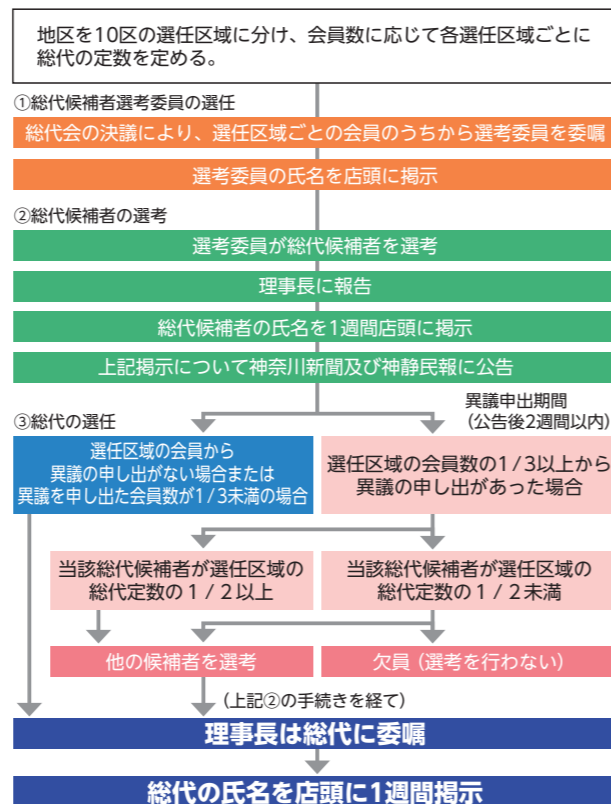 地区を10区の選任区域に分け、会員数に応じて各選任区域ごとに
総代の定数を定める。
①総代候補者選考委員の選任
総代会の決議により、選任区域ごとの会員のうちから選考委員を委嘱
選考委員の氏名を店頭に掲示
②総代候補者の選考
選考委員が総代候補者を選考
理事長に報告
総代候補者の氏名を1週間店頭に掲示
上記掲示について神奈川新聞及び神静民報に公告
異議申出期間
(公告後2週間以内)
③総代の選任
選任区域の会員から
異議の申し出がない場合または
異議を申し出た会員数が1/3未満の場合
選任区域の会員数の1/3以上から
異議の申し出があった場合
当該総代候補者が選任区域の
総代定数の1/2以上
当該総代候補者が選任区域の
総代定数の1/2未満
他の候補者を選考
欠員(選考を行わない)
(上記②の手続きを経て)
理事長は総代に委嘱
総代の氏名を店頭に1週間掲示